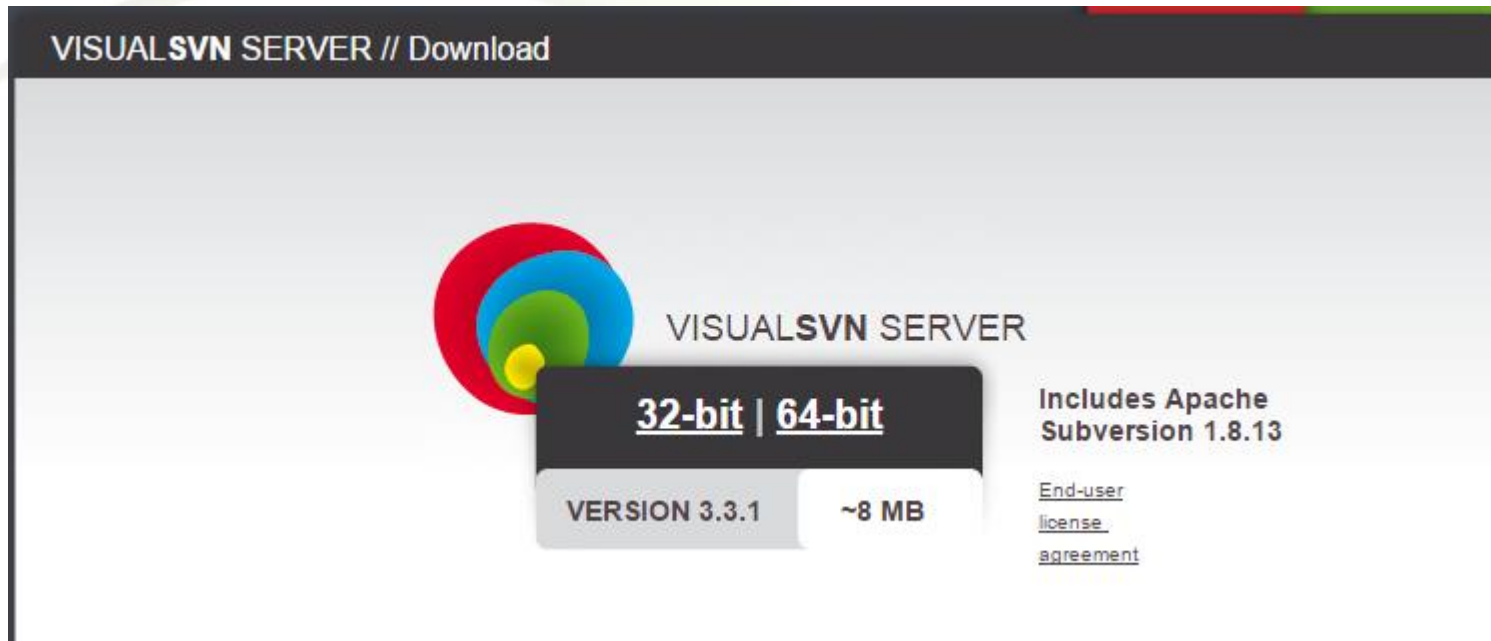 VISUALSVN SERVER // Download
VISUALSVN SERVER
32-bit | 64-bit
VERSION 3.3.1
~8 MB
Includes Apache
Subversion 1.8.13
End-user
license
agreement